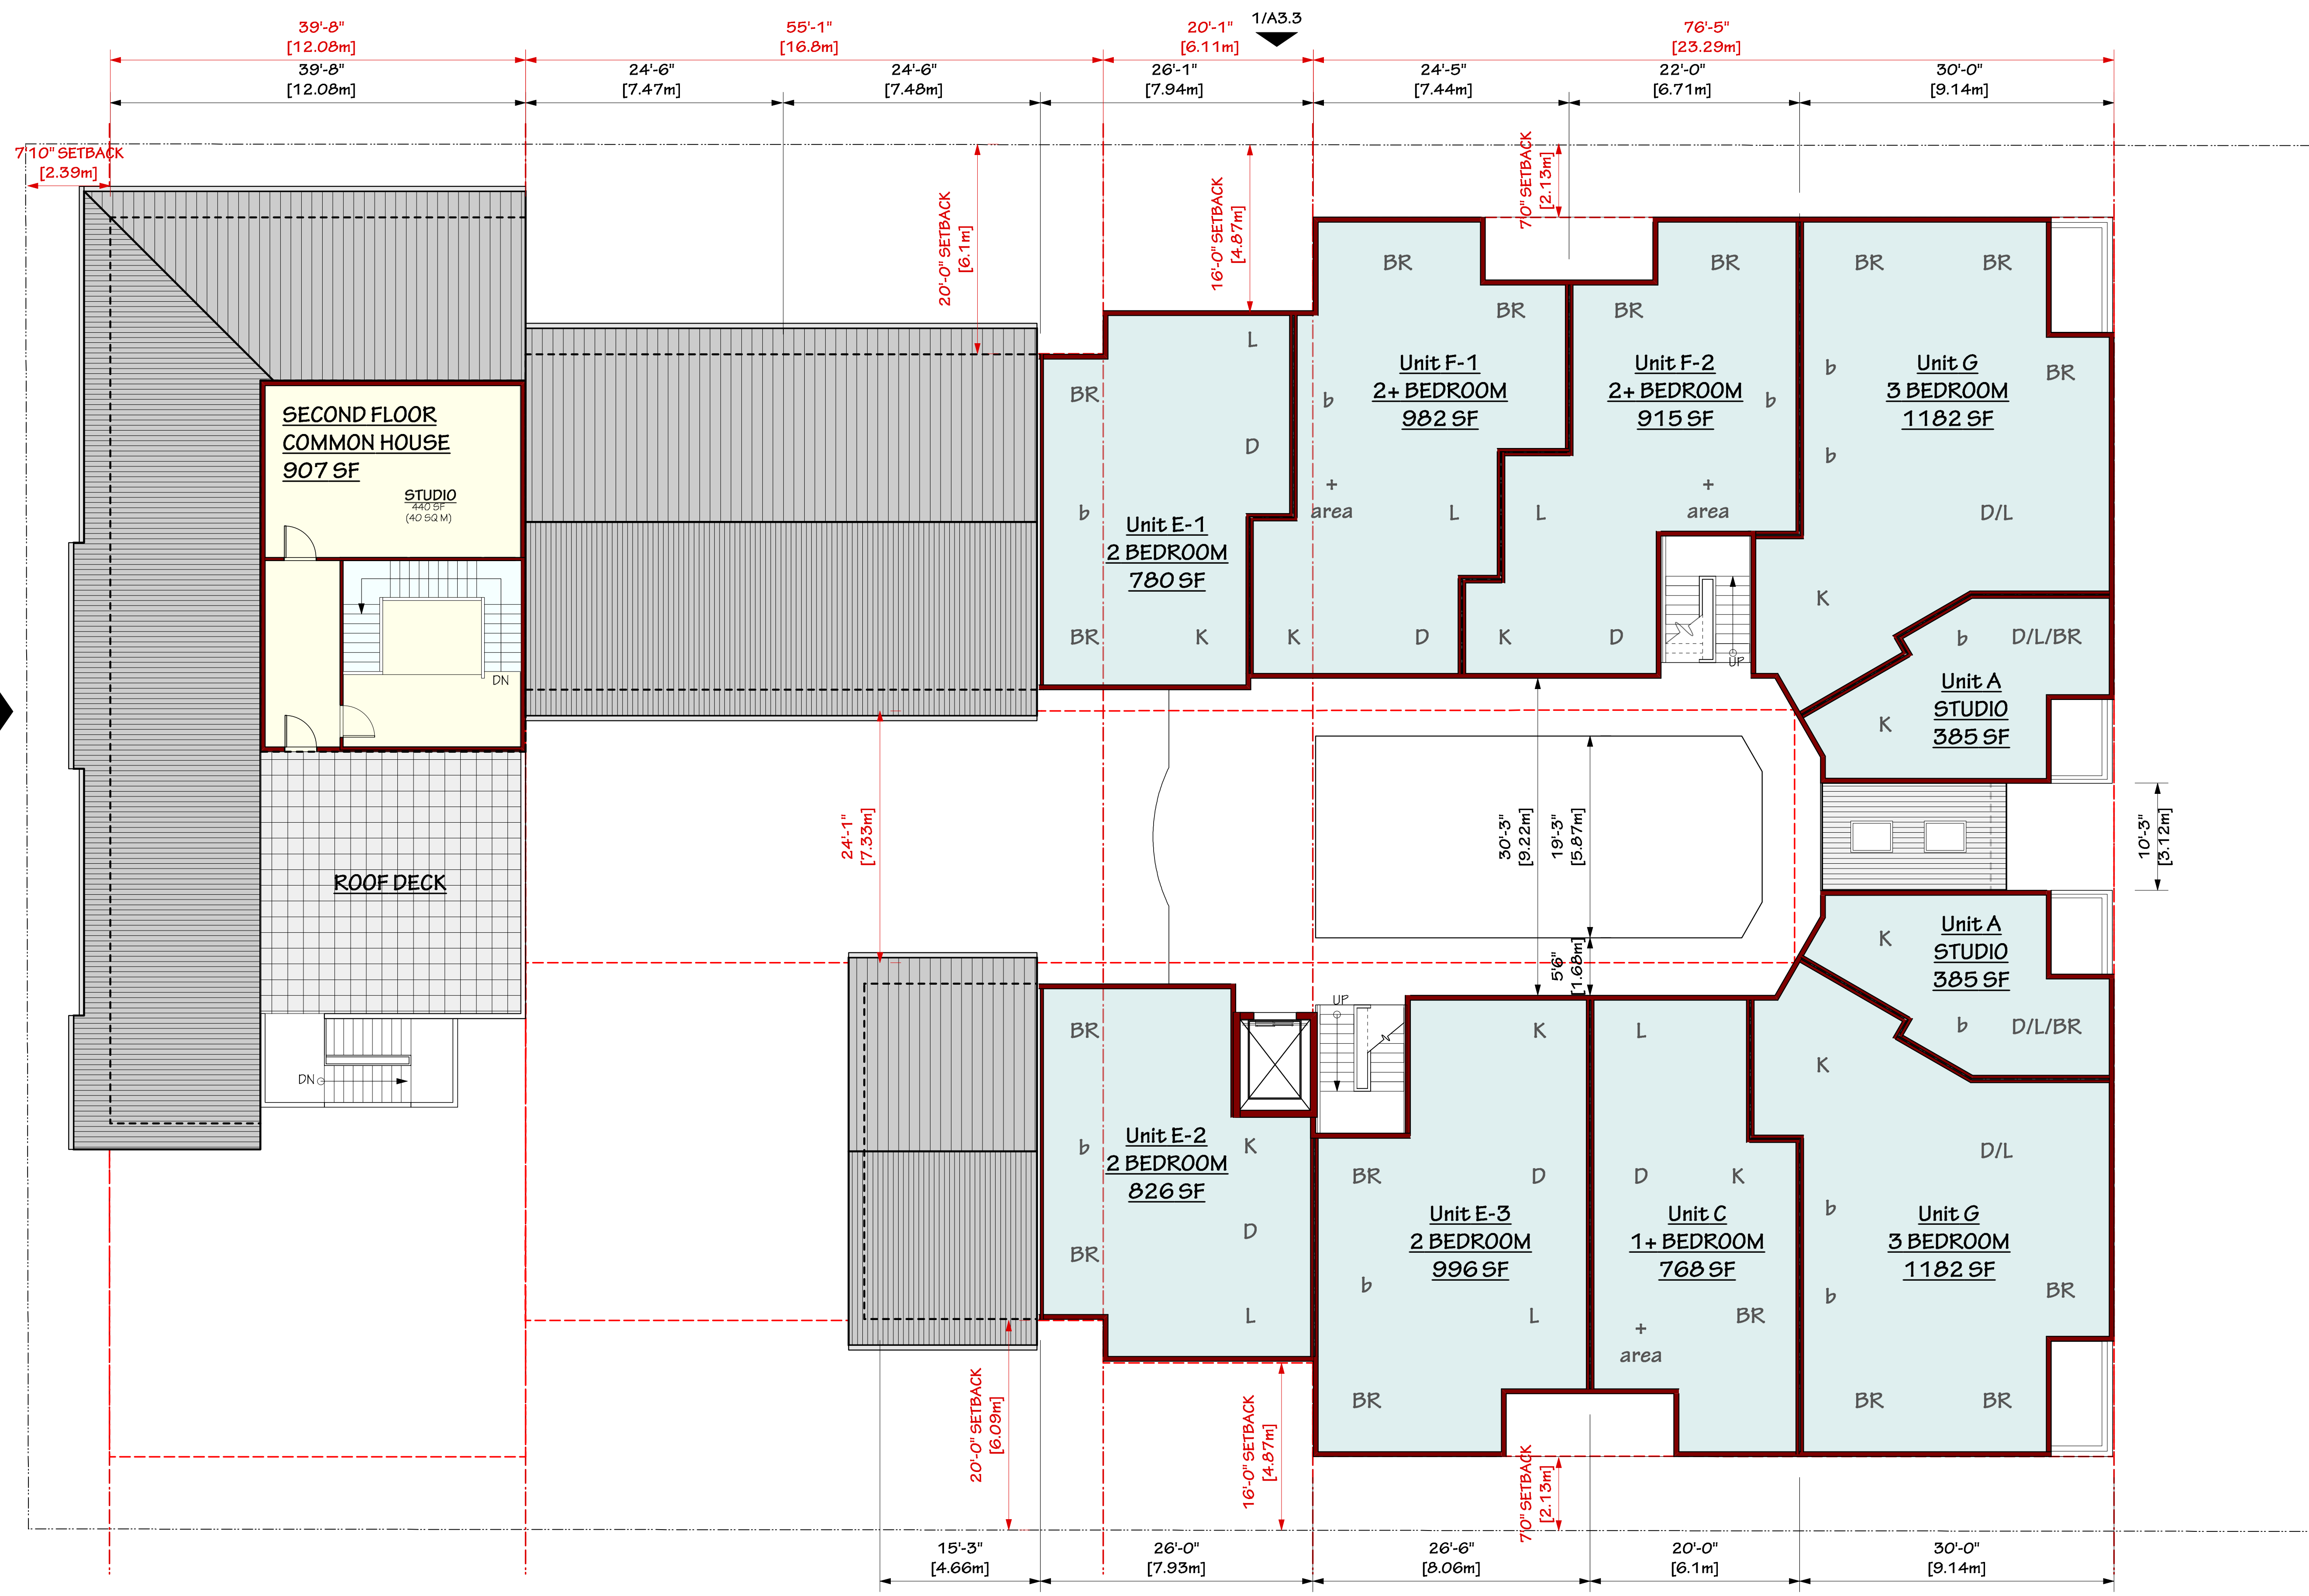 1/A3.3
39'-8"
[12.08m]
55'-1"
[16.8m]
20'-1"
[6.11m]
76'-5"
[23.29m]
39'-8"
[12.08m]
24'-6"
[7.47m]
24'-6"
[7.48m]
26'-1"
[7.94m]
24'-5"
[7.44m]
22'-0"
[6.71m]
30'-0"
[9.14m]
7'10" SETBACK
[2.39m]
20'-0" SETBACK
[6.1m]
16'-0" SETBACK
[4.87m]
7'0" SETBACK
[2.13m]
SECOND FLOOR
COMMON HOUSE
907 SF
STUDIO
440 SF
(40 SQ M)
DN
ROOF DECK
DN
L
BR
D
b
Unit E-1
2 BEDROOM
780 SF
BR
K
BR
BR
Unit F-1
2+ BEDROOM
982 SF
b
+
area
L
K
D
BR
BR
Unit F-2
2+ BEDROOM
915 SF
b
+
area
L
K
D
UP
BR
BR
b
Unit G
3 BEDROOM
1182 SF
BR
b
D/L
K
b
D/L/BR
Unit A
STUDIO
385 SF
K
24'-1"
[7.33m]
30'-3"
[9.22m]
19'-3"
[5.87m]
5'6"
[1.68m]
10'-3"
[3.12m]
K
Unit A
STUDIO
385 SF
b
D/L/BR
BR
b
Unit E-2
2 BEDROOM
826 SF
K
D
BR
L
UP
K
BR
D
Unit E-3
2 BEDROOM
996 SF
b
L
BR
L
D
K
Unit C
1+ BEDROOM
768 SF
BR
+
area
K
D/L
b
Unit G
3 BEDROOM
1182 SF
b
BR
BR
BR
20'-0" SETBACK
[6.09m]
16'-0" SETBACK
[4.87m]
7'0" SETBACK
[2.13m]
15'-3"
[4.66m]
26'-0"
[7.93m]
26'-6"
[8.06m]
20'-0"
[6.1m]
30'-0"
[9.14m]